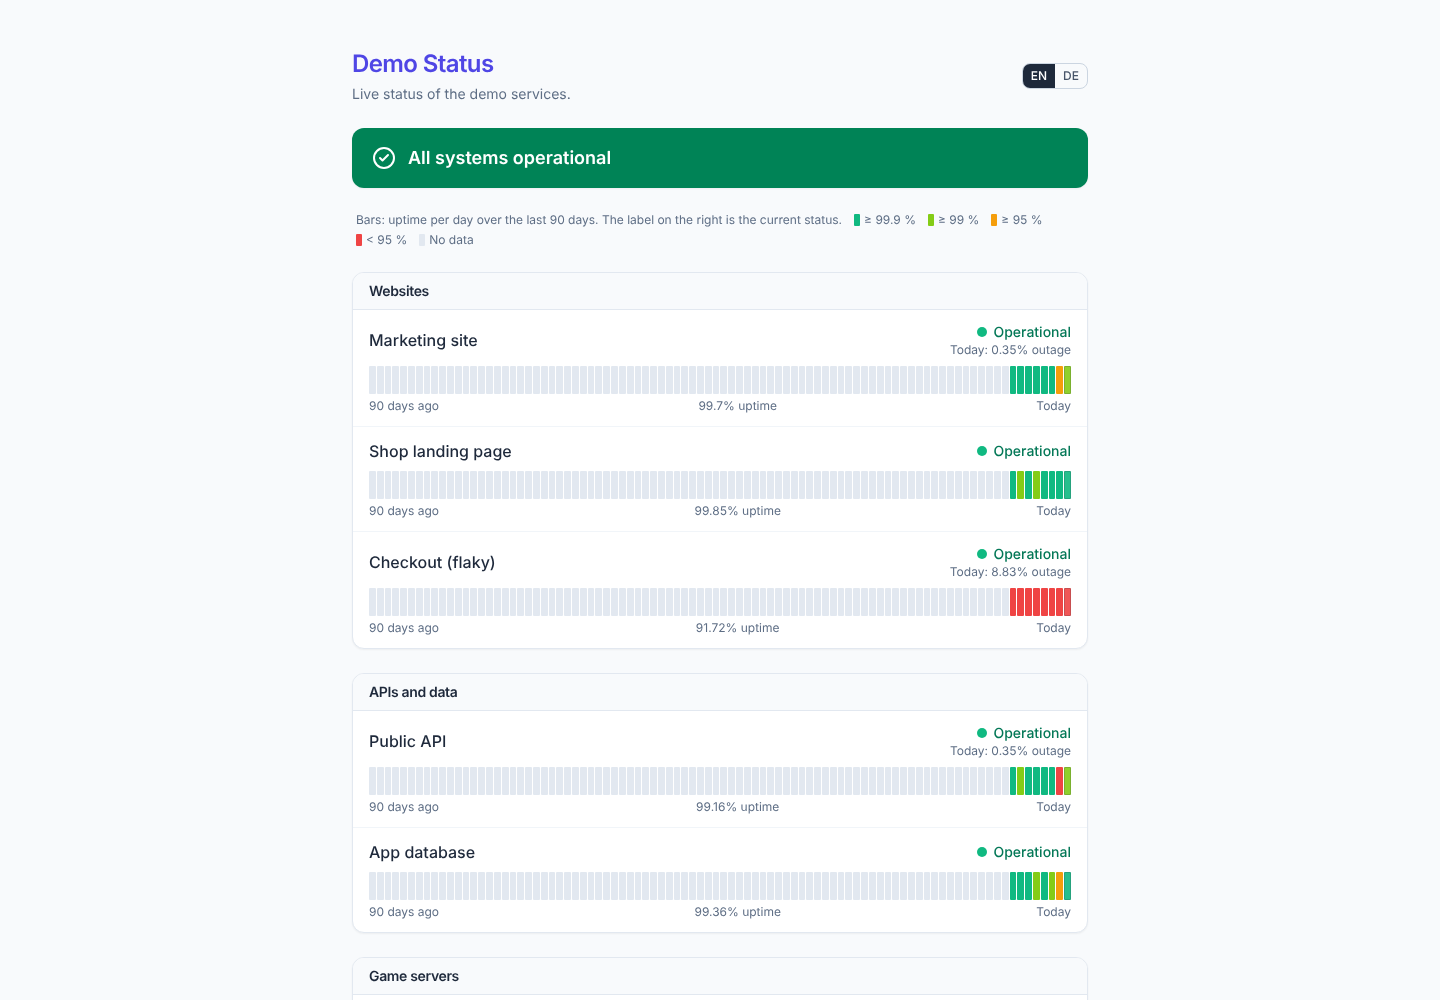 Demo Status
Live status of the demo services.
EN DE
All systems operational
Bars: uptime per day over the last 90 days. The label on the right is the current status. ≥ 99.9 % ≥ 99 % ≥ 95 %
< 95 % No data
Websites
Marketing site
Operational
Today: 0.35% outage
90 days ago 99.7% uptime Today
Shop landing page
Operational
90 days ago 99.85% uptime Today
Checkout (flaky)
Operational
Today: 8.83% outage
90 days ago 91.72% uptime Today
APIs and data
Public API
Operational
Today: 0.35% outage
90 days ago 99.16% uptime Today
App database
Operational
90 days ago 99.36% uptime Today
Game servers